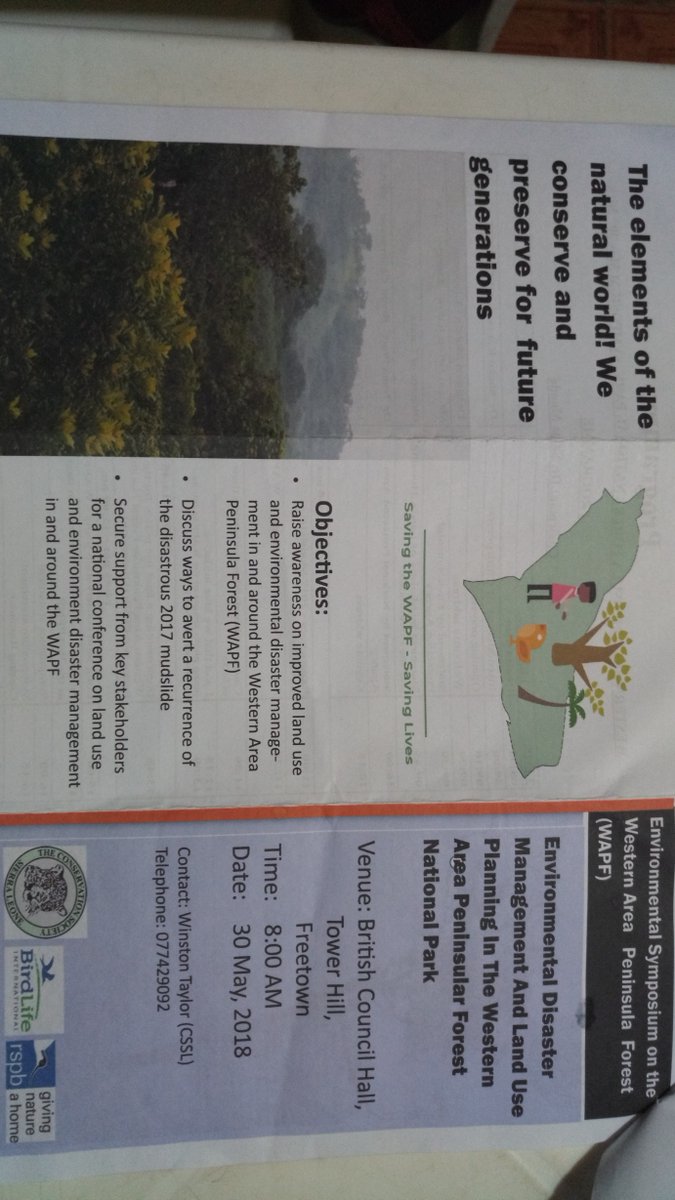 The elements of the
natural world! We
conserve and
preserve for future
generations
Saving the WAPF - Saving Lives
Objectives:
• Raise awareness on improved land use
and environmental disaster manage-
ment in and around the Western Area
Peninsula Forest (WAPF)
• Discuss ways to avert a recurrence of
the disastrous 2017 mudslide
• Secure support from key stakeholders
for a national conference on land use
and environment disaster management
in and around the WAPF
Environmental Symposium on the
Western Area Peninsula Forest
(WAPF)
Environmental Disaster
Management And Land Use
Planning In The Western
Area Peninsular Forest
National Park
Venue: British Council Hall,
Tower Hill,
Freetown
Time: 8:00 AM
Date: 30 May, 2018
Contact: Winston Taylor (CSSL)
Telephone: 077429092
THE CONSERVATION SOCIETY
SIERRA LEONE
BirdLife
INTERNATIONAL
rspb
giving
nature
a home